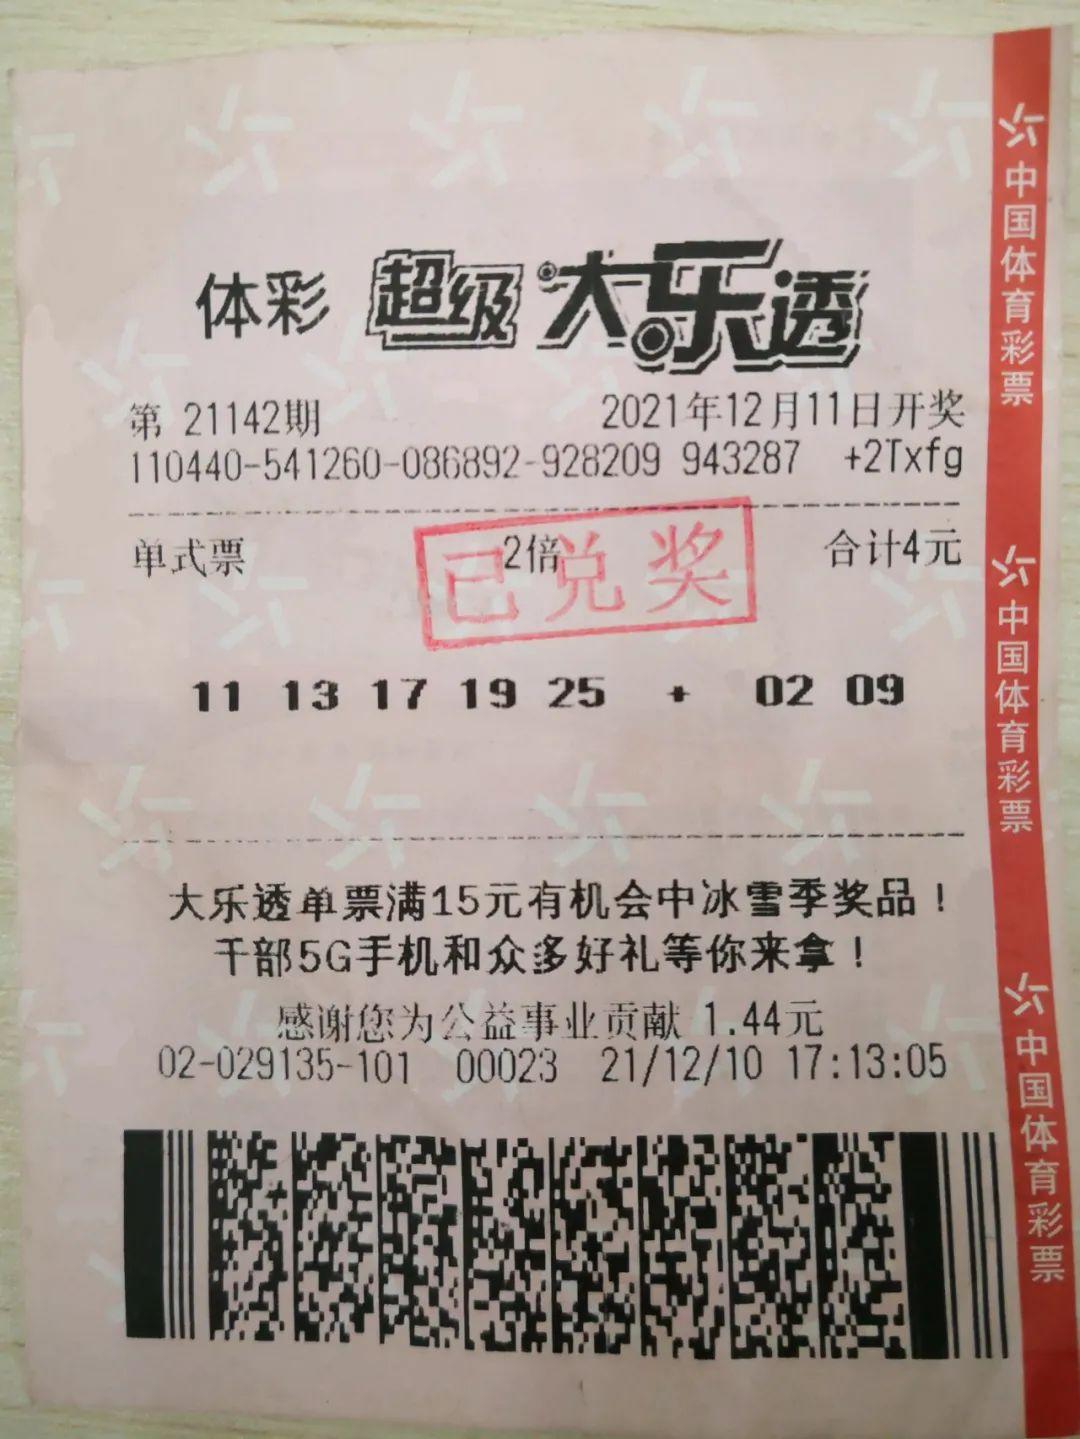 体彩 超级大乐透
第 21142期 2021年12月11日开奖
110440-541260-086892-928209 943287 +2Txfg
单式票 2倍 合计4元
已兑奖
11 13 17 19 25 + 02 09
大乐透单票满15元有机会中冰雪季奖品！
千部5G手机和众多好礼等你来拿！
感谢您为公益事业贡献 1.44元
02-029135-101 00023 21/12/10 17:13:05
中国体育彩票
中国体育彩票
中国体育彩票